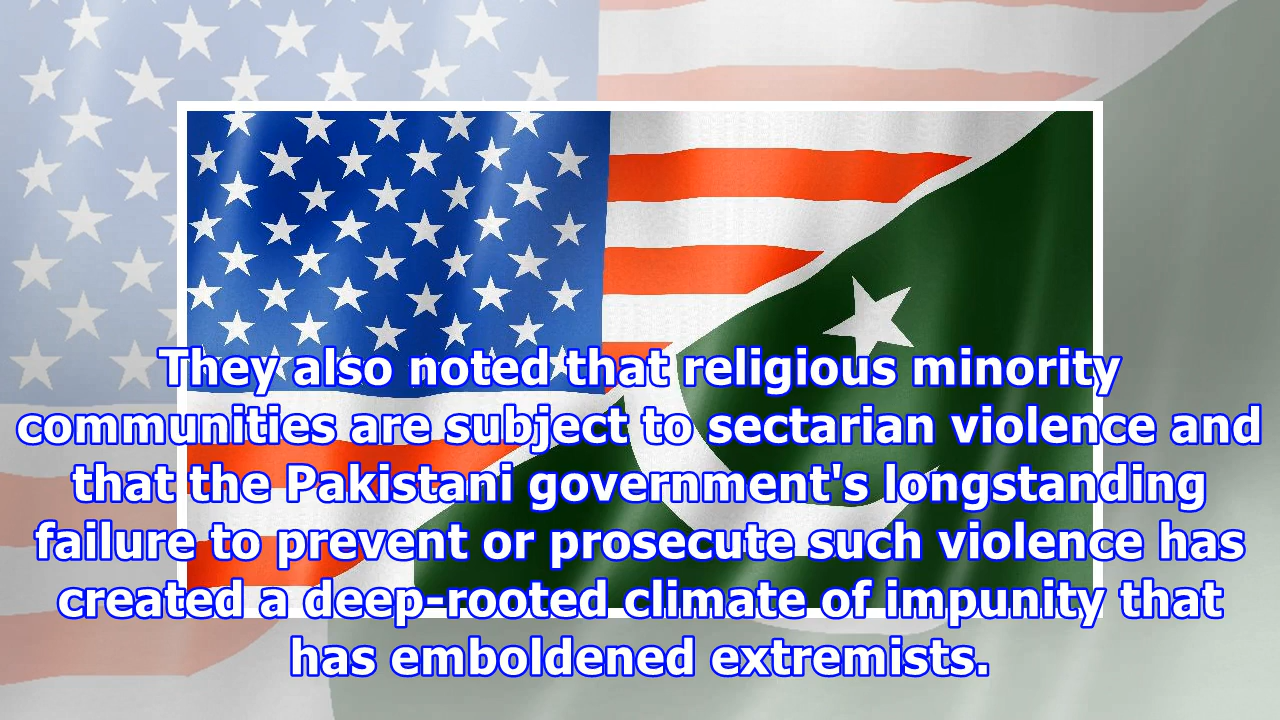 They also noted that religious minority
communities are subject to sectarian violence and
that the Pakistani government's longstanding
failure to prevent or prosecute such violence has
created a deep-rooted climate of impunity that
has emboldened extremists.